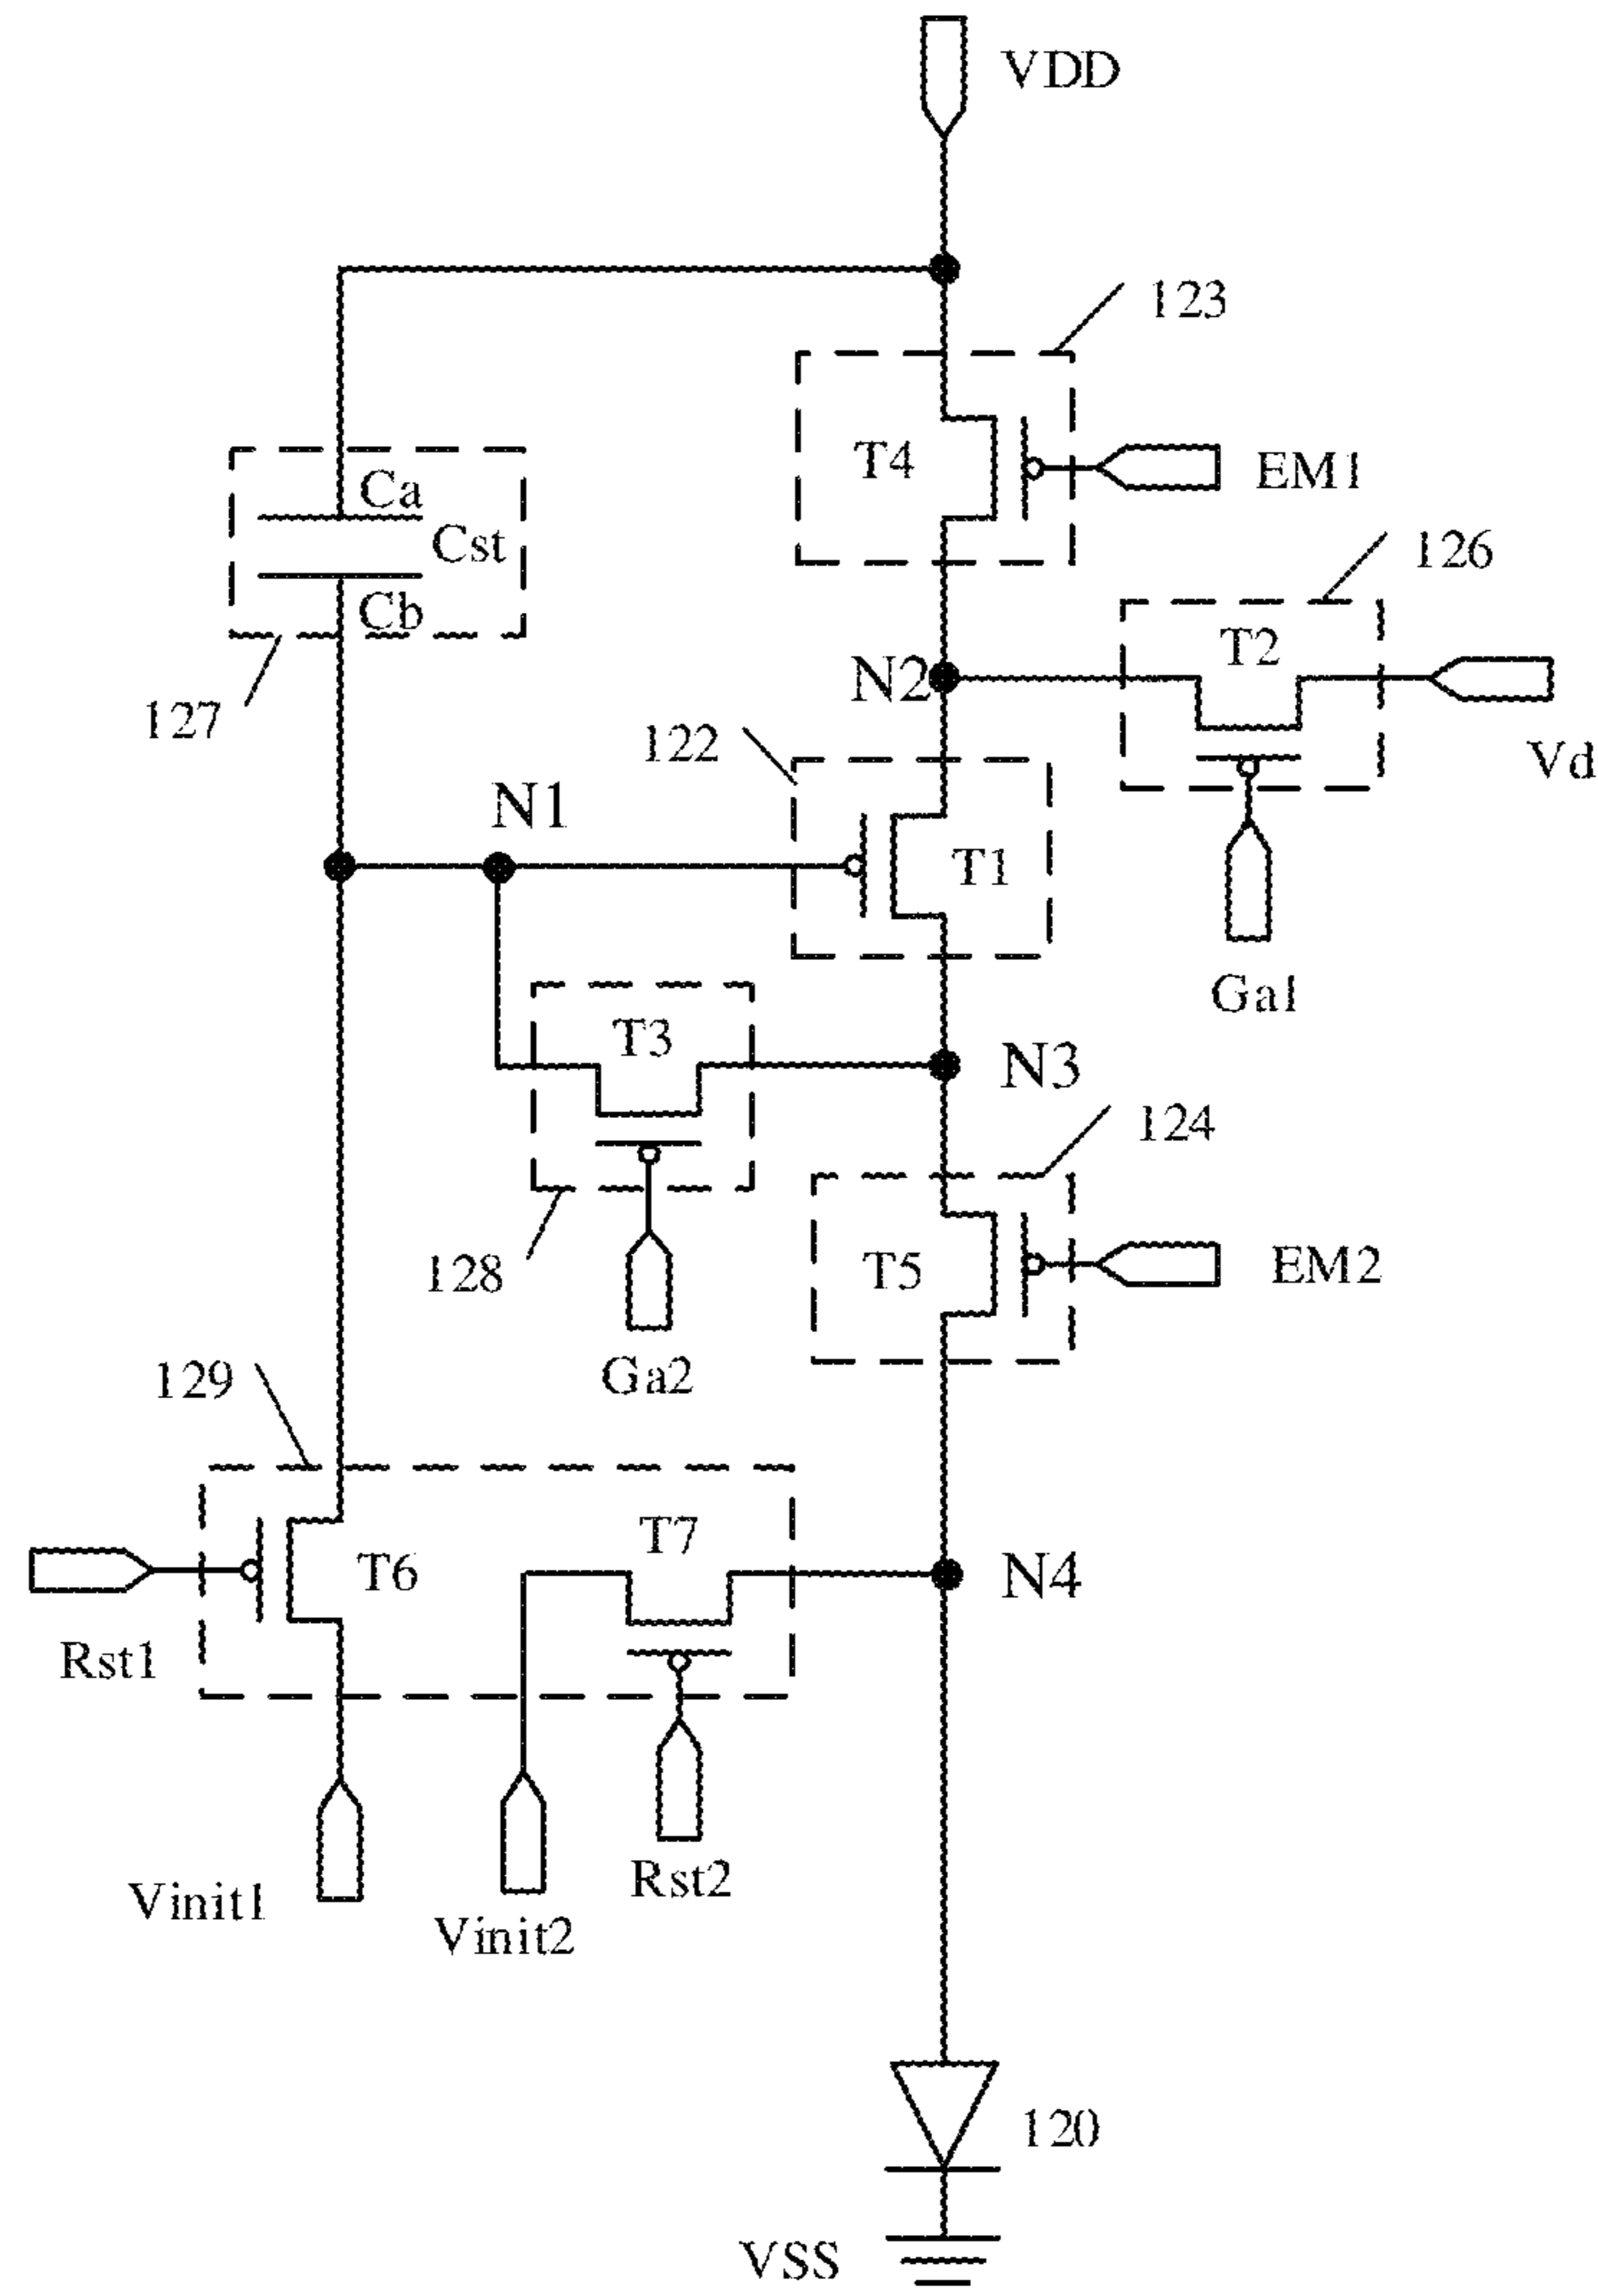 VDD
123
Ca
T4
EM1
Cst
126
Cb
T2
N2
127
122
Vd
N1
T1
Ga1
T3
N3
124
128
T5
EM2
Ga2
129
T7
T6
N4
Rst1
Rst2
Vinit1
Vinit2
120
VSS